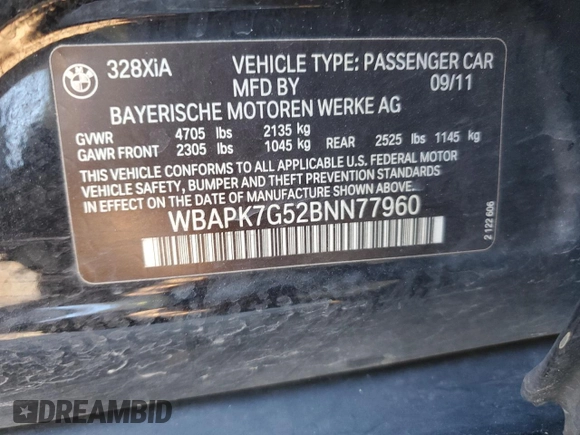 BMW
328XiA VEHICLE TYPE: PASSENGER CAR
MFD BY 09/11
BAYERISCHE MOTOREN WERKE AG
GVWR 4705 lbs 2135 kg
GAWR FRONT 2305 lbs 1045 kg REAR 2525 lbs 1145 kg
THIS VEHICLE CONFORMS TO ALL APPLICABLE U.S. FEDERAL MOTOR
VEHICLE SAFETY, BUMPER AND THEFT PREVENTION STANDARDS
IN EFFECT ON THE DATE OF MANUFACTURE SHOWN ABOVE.
WBAPK7G52BNN77960
2 122 606
DREAMBID